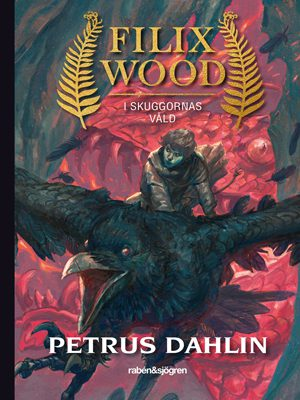 FILIX
WOOD
I SKUGGORNAS
VÅLD
PETRUS DAHLIN
rabén&sjögren